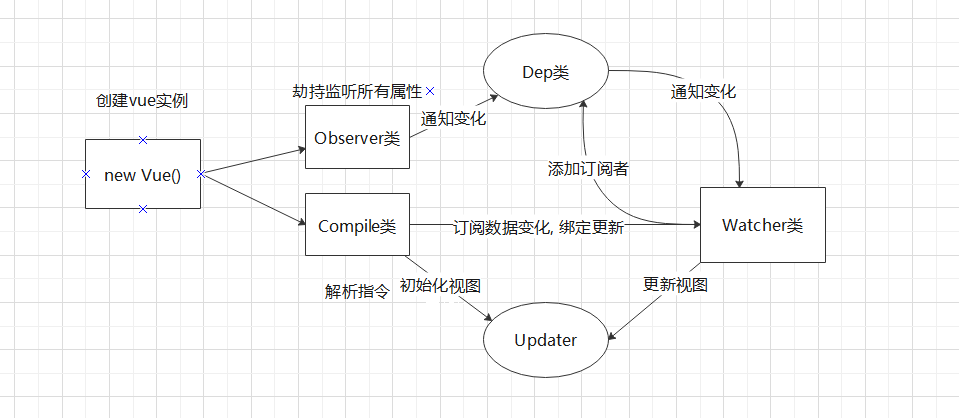 Dep类
劫持监听所有属性
通知变化
创建vue实例
通知变化
Observer类
new Vue()
添加订阅者
Compile类
订阅数据变化, 绑定更新
Watcher类
解析指令
初始化视图
更新视图
Updater